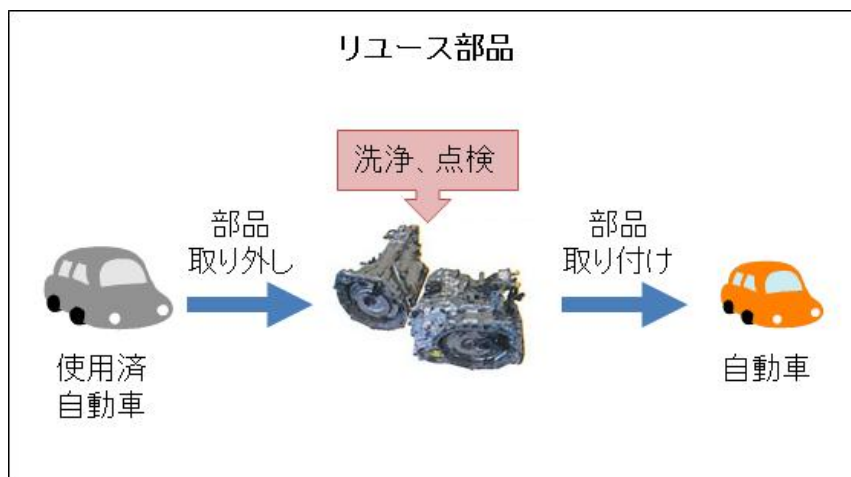 リユース部品
洗浄、点検
部品
取り外し
部品
取り付け
使用済
自動車
自動車